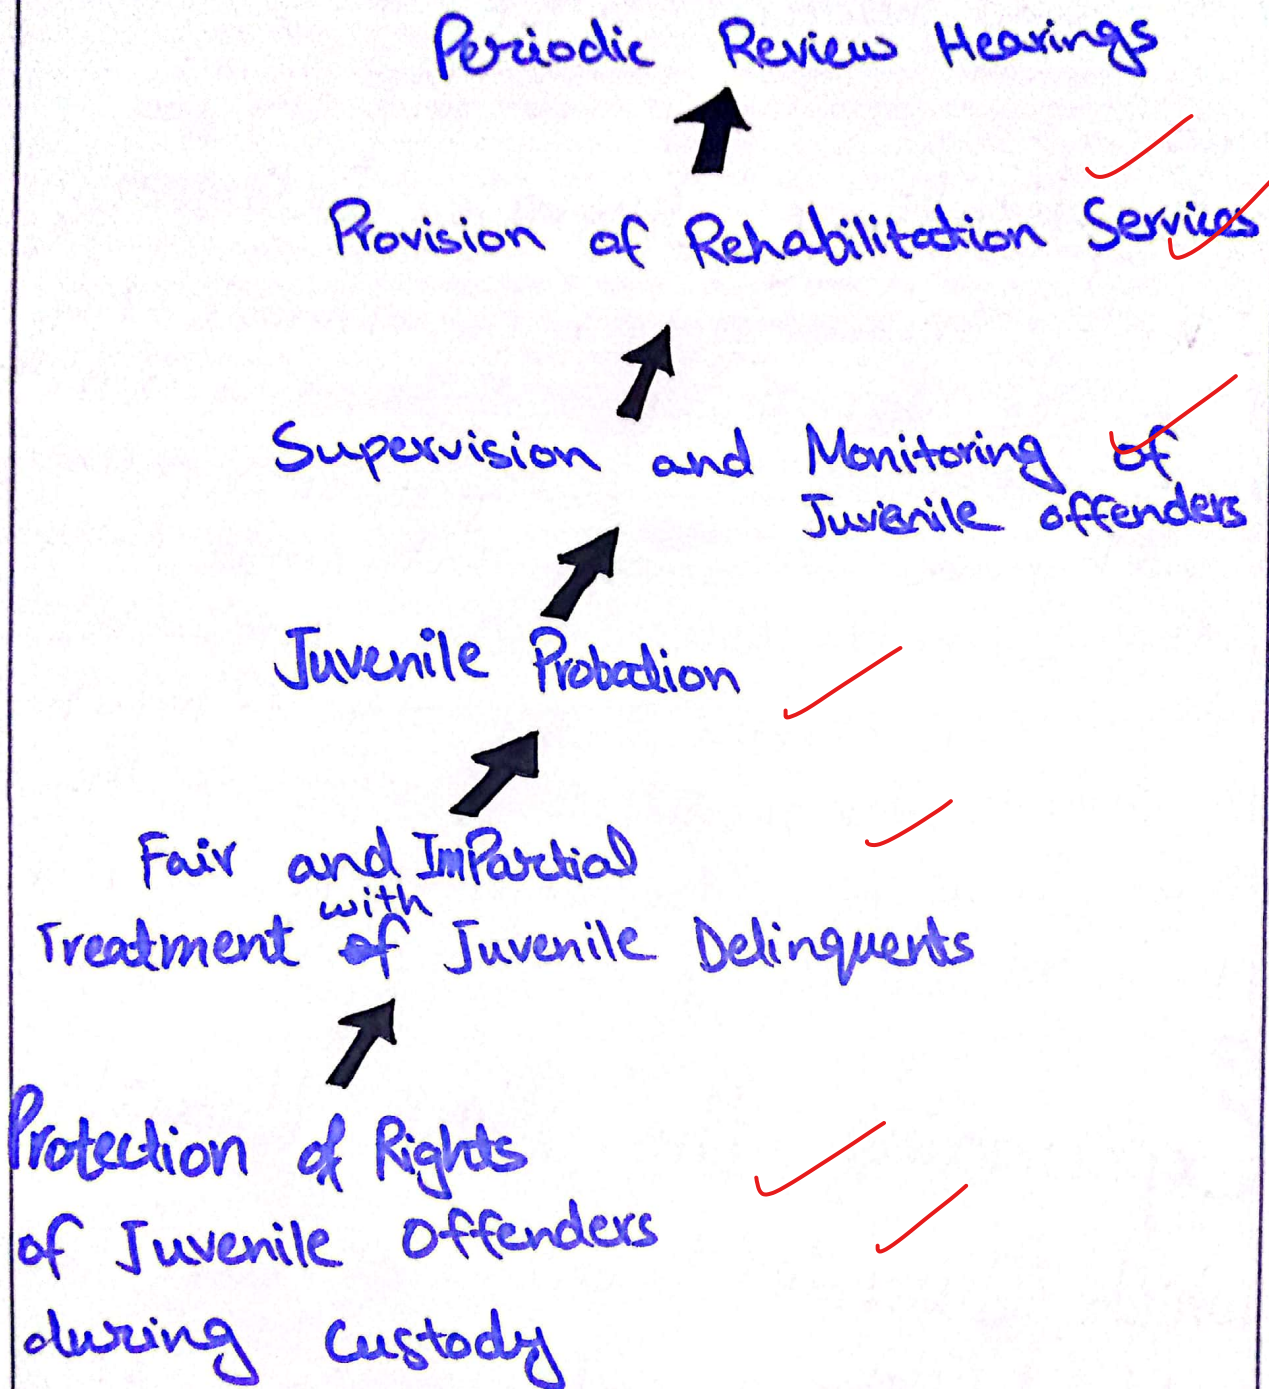 Periodic Review Hearings
Provision of Rehabilitation Services
Supervision and Monitoring of
Juvenile offenders
Juvenile Probation
Fair and ImPartial
with
Treatment of Juvenile Delinquents
Protection of Rights
of Juvenile Offenders
during Custody